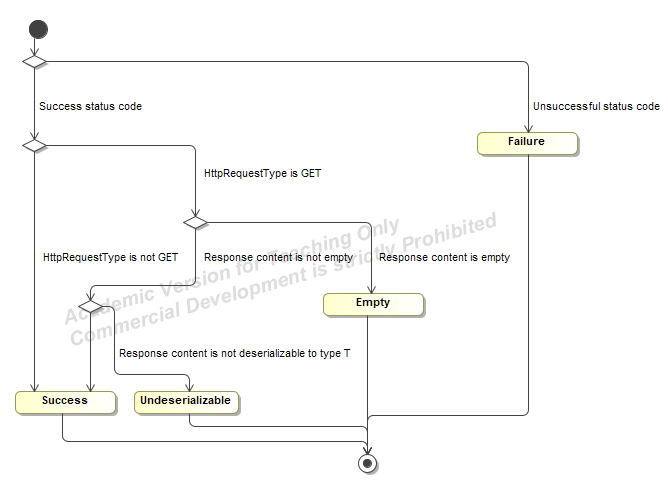 Success status code
Unsuccessful status code
Failure
HttpRequestType is GET
HttpRequestType is not GET
Response content is not empty
Response content is empty
Academic Version for Teaching Only
Commercial Development is strictly Prohibited
Empty
Response content is not deserializable to type T
Success
Undeserializable